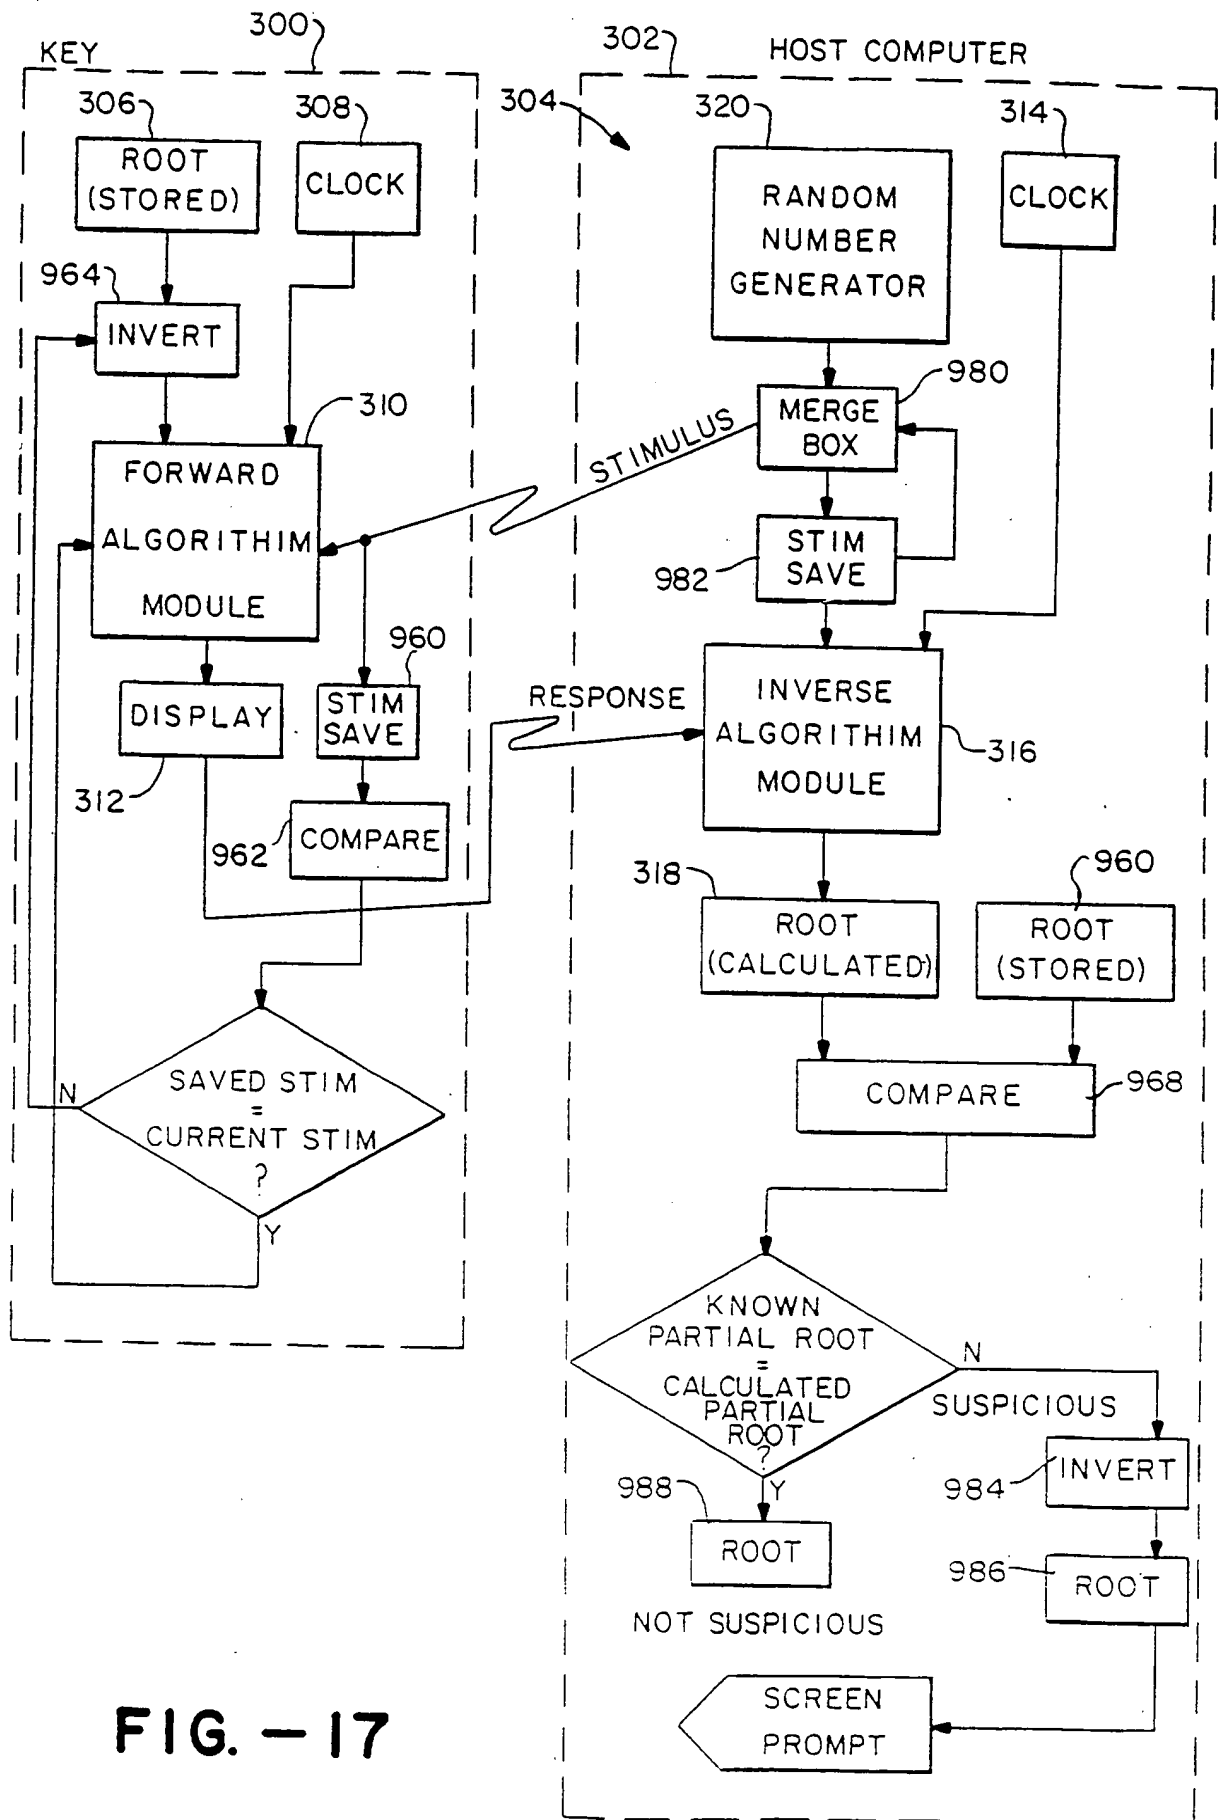 300
302
HOST COMPUTER
KEY
306
308
304
320
314
ROOT
(STORED)
CLOCK
RANDOM
NUMBER
GENERATOR
CLOCK
964
INVERT
310
980
MERGE
BOX
STIMULUS
FORWARD
ALGORITHIM
MODULE
982
STIM
SAVE
960
DISPLAY
STIM
SAVE
RESPONSE
INVERSE
ALGORITHIM
MODULE
316
312
962
COMPARE
318
960
ROOT
(CALCULATED)
ROOT
(STORED)
SAVED STIM
=
CURRENT STIM
?
N
Y
COMPARE
968
KNOWN
PARTIAL ROOT
=
CALCULATED
PARTIAL
ROOT
?
N
SUSPICIOUS
Y
984
INVERT
988
ROOT
986
ROOT
NOT SUSPICIOUS
SCREEN
PROMPT
FIG. - 17